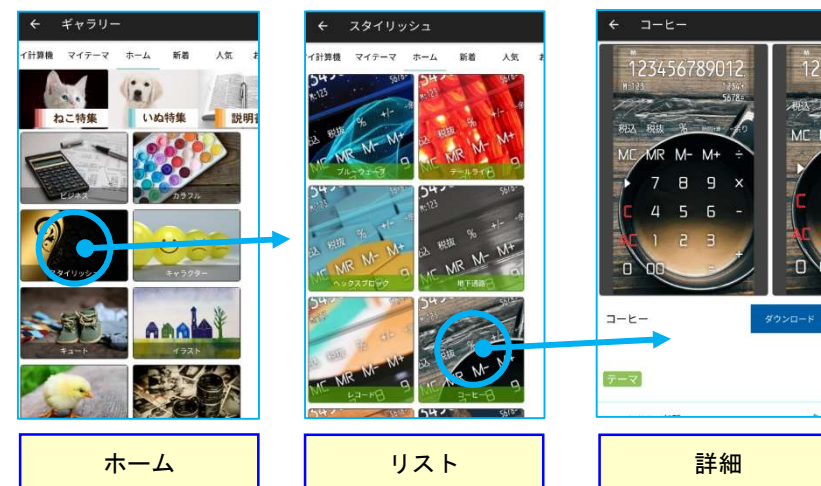 ← ギャラリー
イ計算機 マイテーマ ホーム 新着 人気
ねこ特集 いぬ特集 説明書
ビジネス カラフル
スタイリッシュ キャラクター
キュート イラスト
ホーム
← スタイリッシュ
イ計算機 マイテーマ ホーム 新着 人気
ブルーウェーブ テールライト
ヘックスブロック 地下通路
レコード コーヒー
リスト
← コーヒー
123456789012.
M:123 1234÷
5678=
税込 税抜 % +/- 余り
MC MR M- M+ ÷
7 8 9 ×
C 4 5 6 -
AC 1 2 3 +
0 00 =
コーヒー
ダウンロード
テーマ
詳細